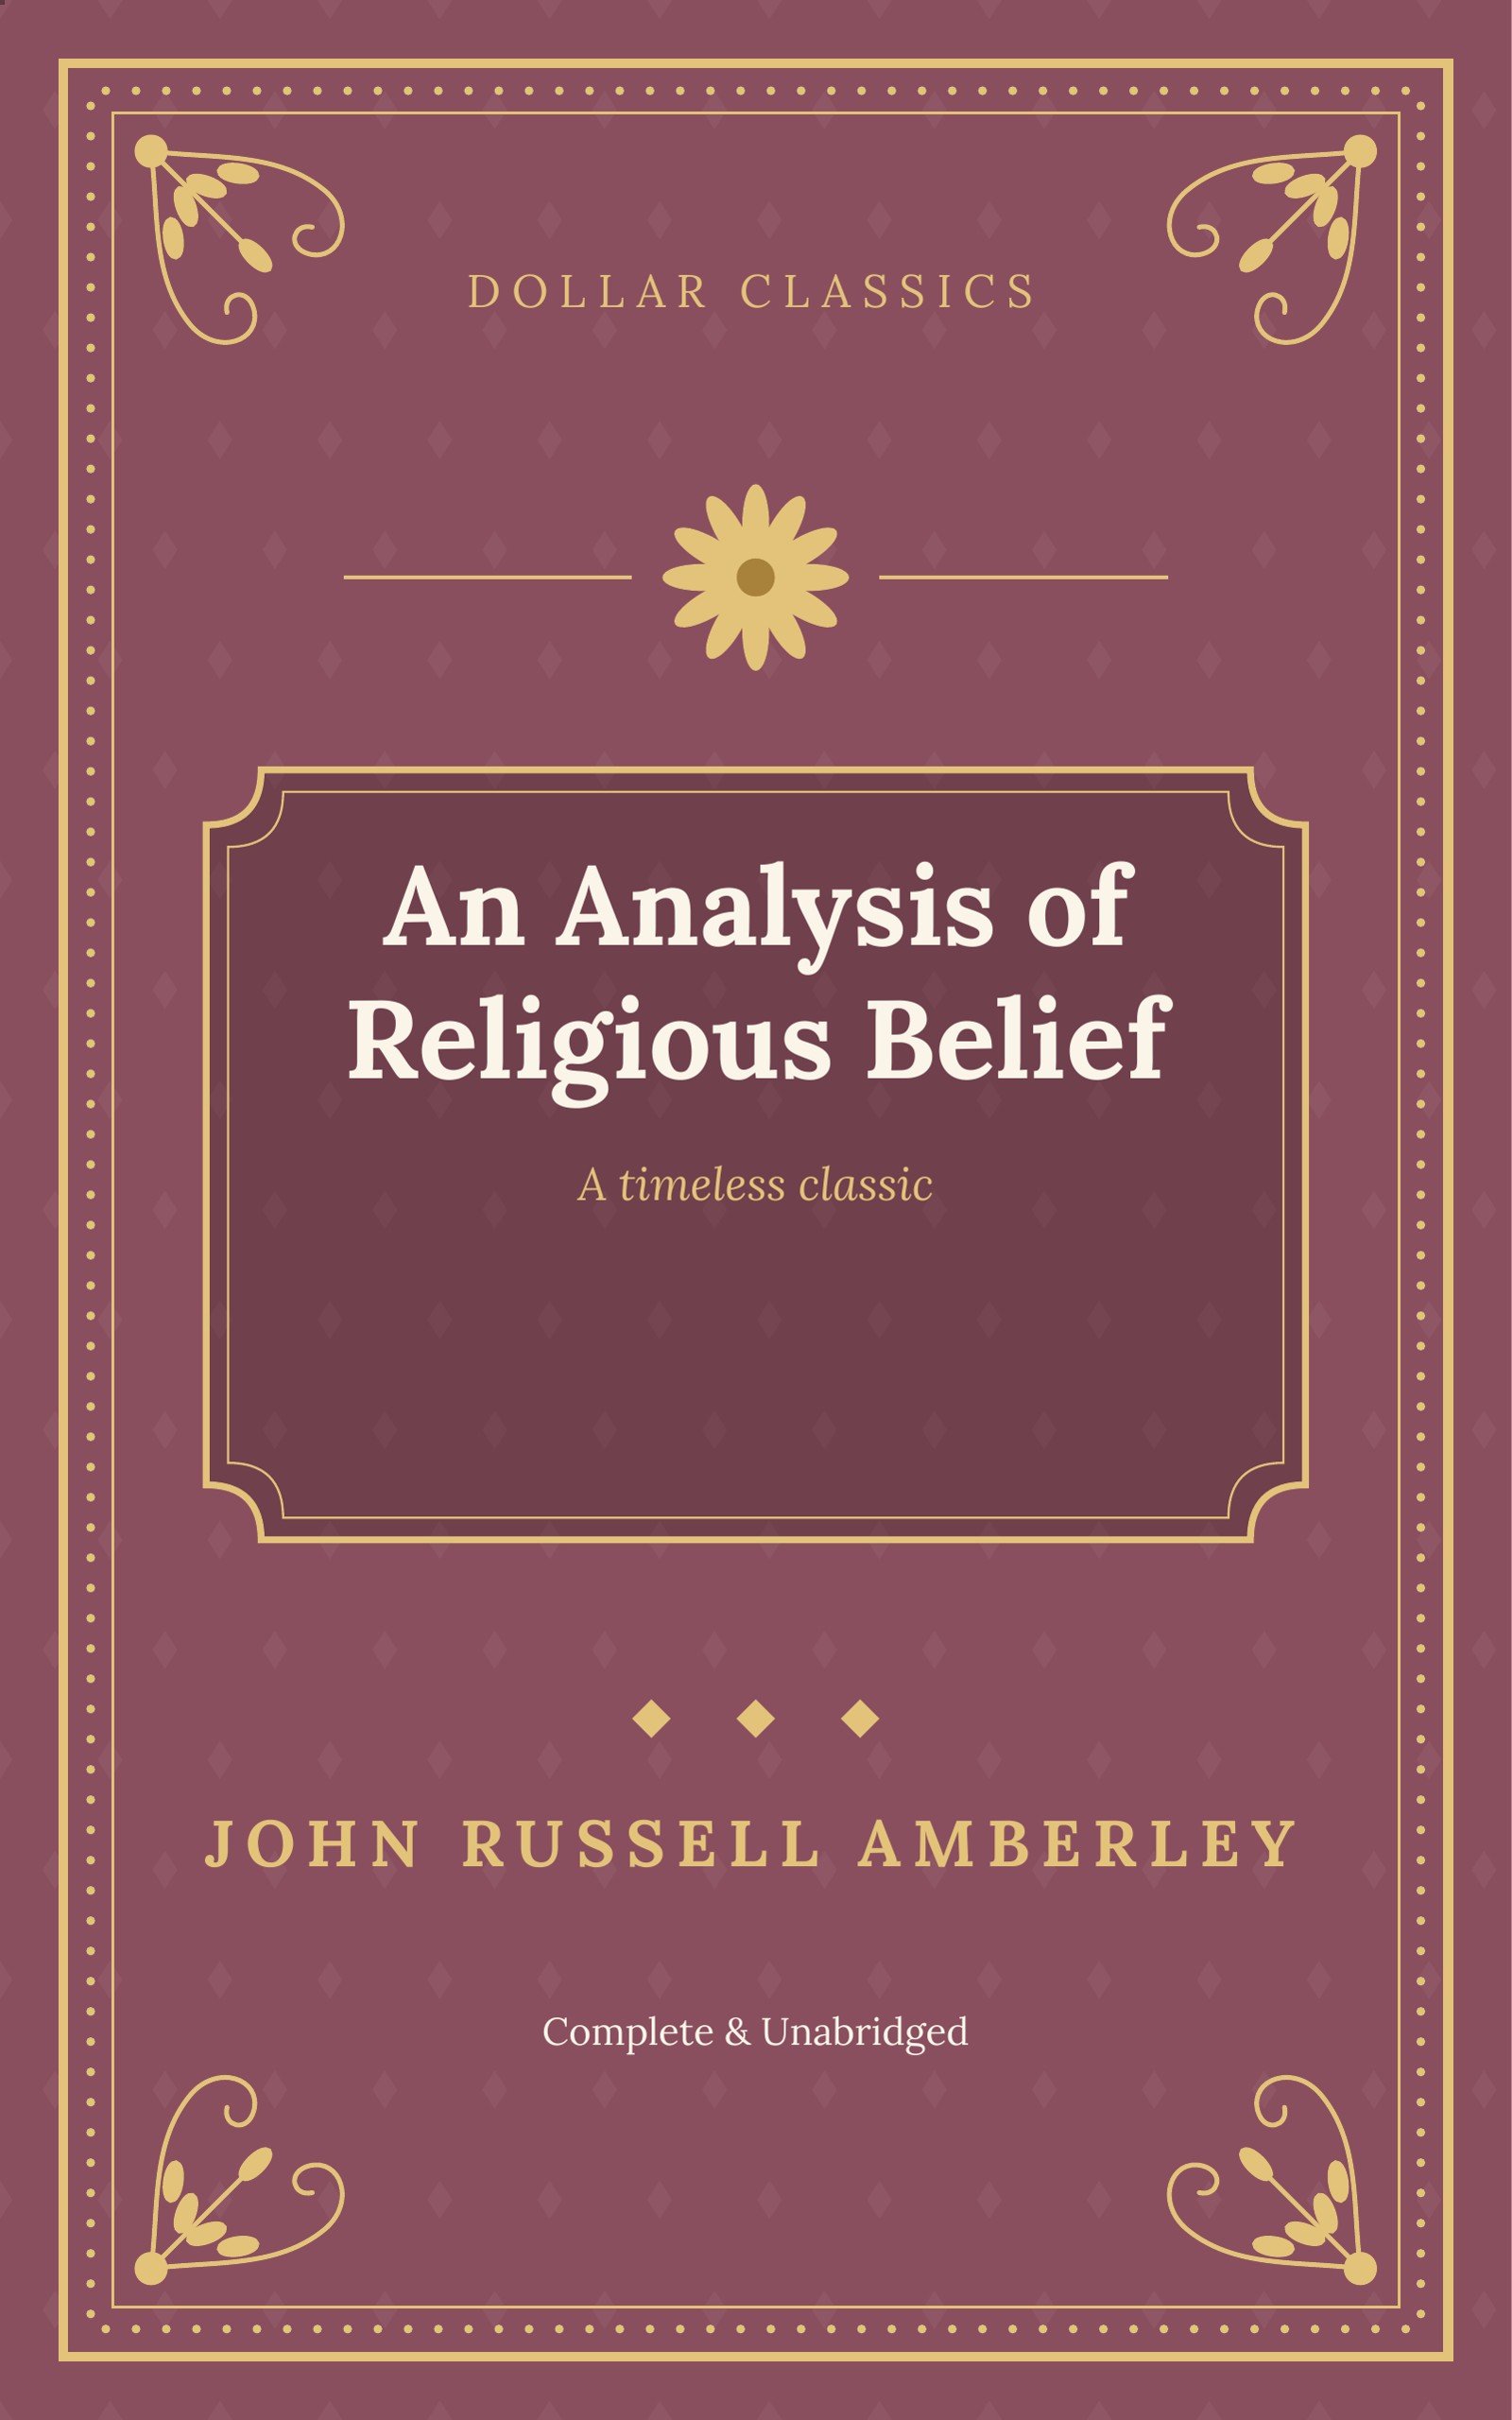 DOLLAR CLASSICS
An Analysis of
Religious Belief
A timeless classic
JOHN RUSSELL AMBERLEY
Complete & Unabridged